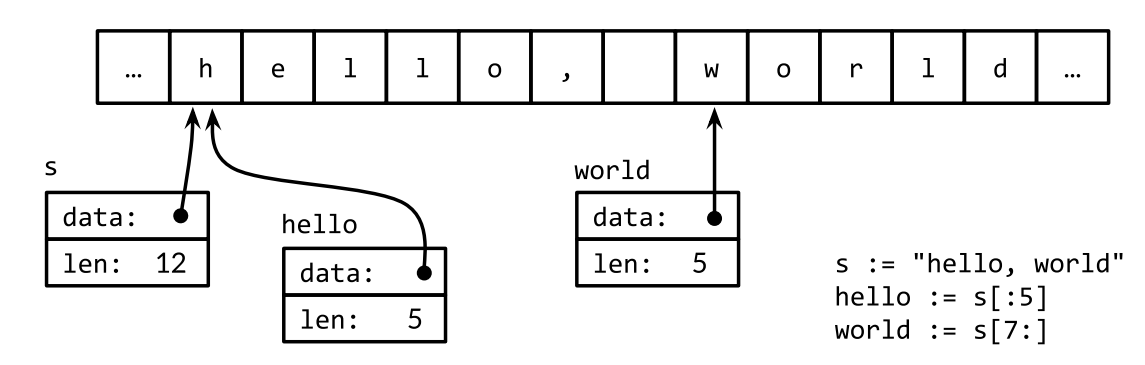 … h e l l o , w o r l d …
s
data:
len: 12
hello
data:
len: 5
world
data:
len: 5
s := "hello, world"
hello := s[:5]
world := s[7:]